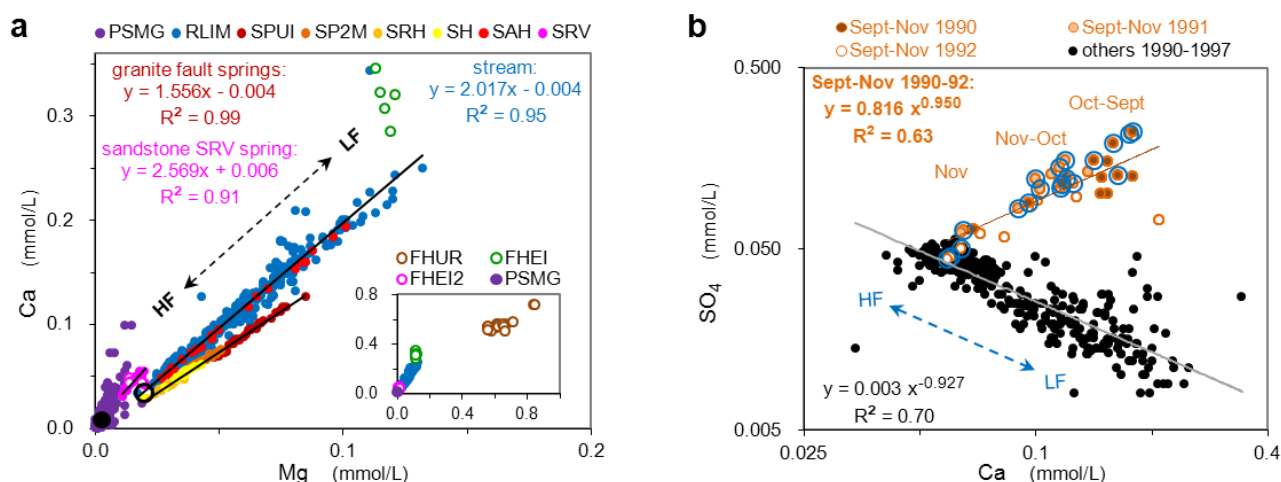 a
PSMG RLIM SPUI SP2M SRH SH SAH SRV
granite fault springs:
y = 1.556x - 0.004
R² = 0.99
stream:
y = 2.017x - 0.004
R² = 0.95
sandstone SRV spring:
y = 2.569x + 0.006
R² = 0.91
LF
HF
FHUR FHEI
FHEI2 PSMG
0.8
0.4
0.0
0 0.4 0.8
Ca (mmol/L)
0.3
0.2
0.1
0.0
0.0 0.1 0.2
Mg (mmol/L)
b
Sept-Nov 1990 Sept-Nov 1991
Sept-Nov 1992 others 1990-1997
Sept-Nov 1990-92:
y = 0.816 x^0.950
R² = 0.63
Oct-Sept
Nov-Oct
Nov
HF
LF
y = 0.003 x^-0.927
R² = 0.70
SO₄ (mmol/L)
0.500
0.050
0.005
0.025 0.1 0.4
Ca (mmol/L)